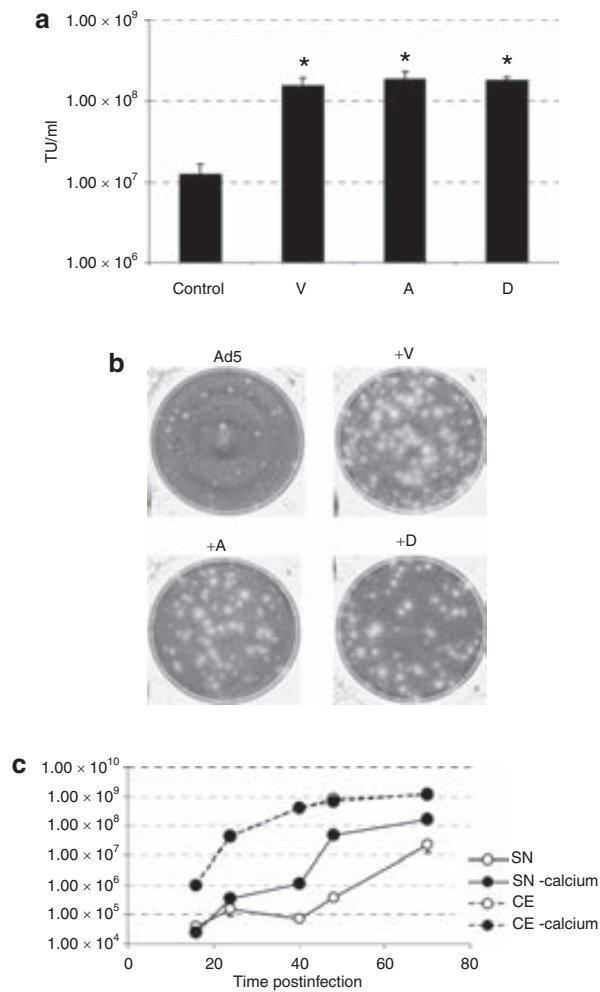 a
1.00 × 10⁹
1.00 × 10⁸
1.00 × 10⁷
1.00 × 10⁶
TU/ml
* * *
Control V A D
b
Ad5 +V
+A +D
c
1.00 × 10¹⁰
1.00 × 10⁹
1.00 × 10⁸
1.00 × 10⁷
1.00 × 10⁶
1.00 × 10⁵
1.00 × 10⁴
0 20 40 60 80
Time postinfection
SN
SN -calcium
CE
CE -calcium